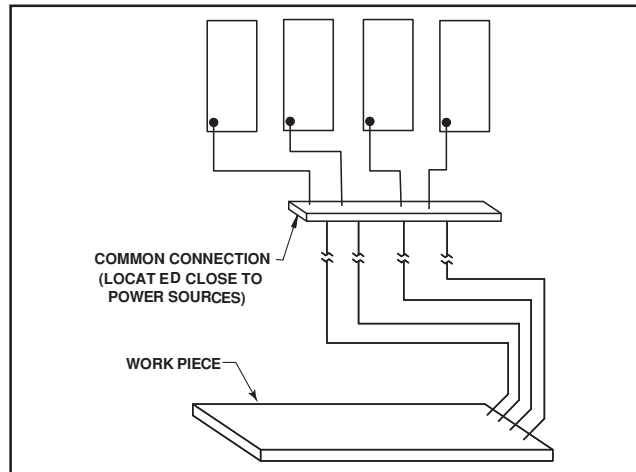 COMMON CONNECTION
(LOCAT ED CLOSE TO
POWER SOURCES)
WORK PIECE